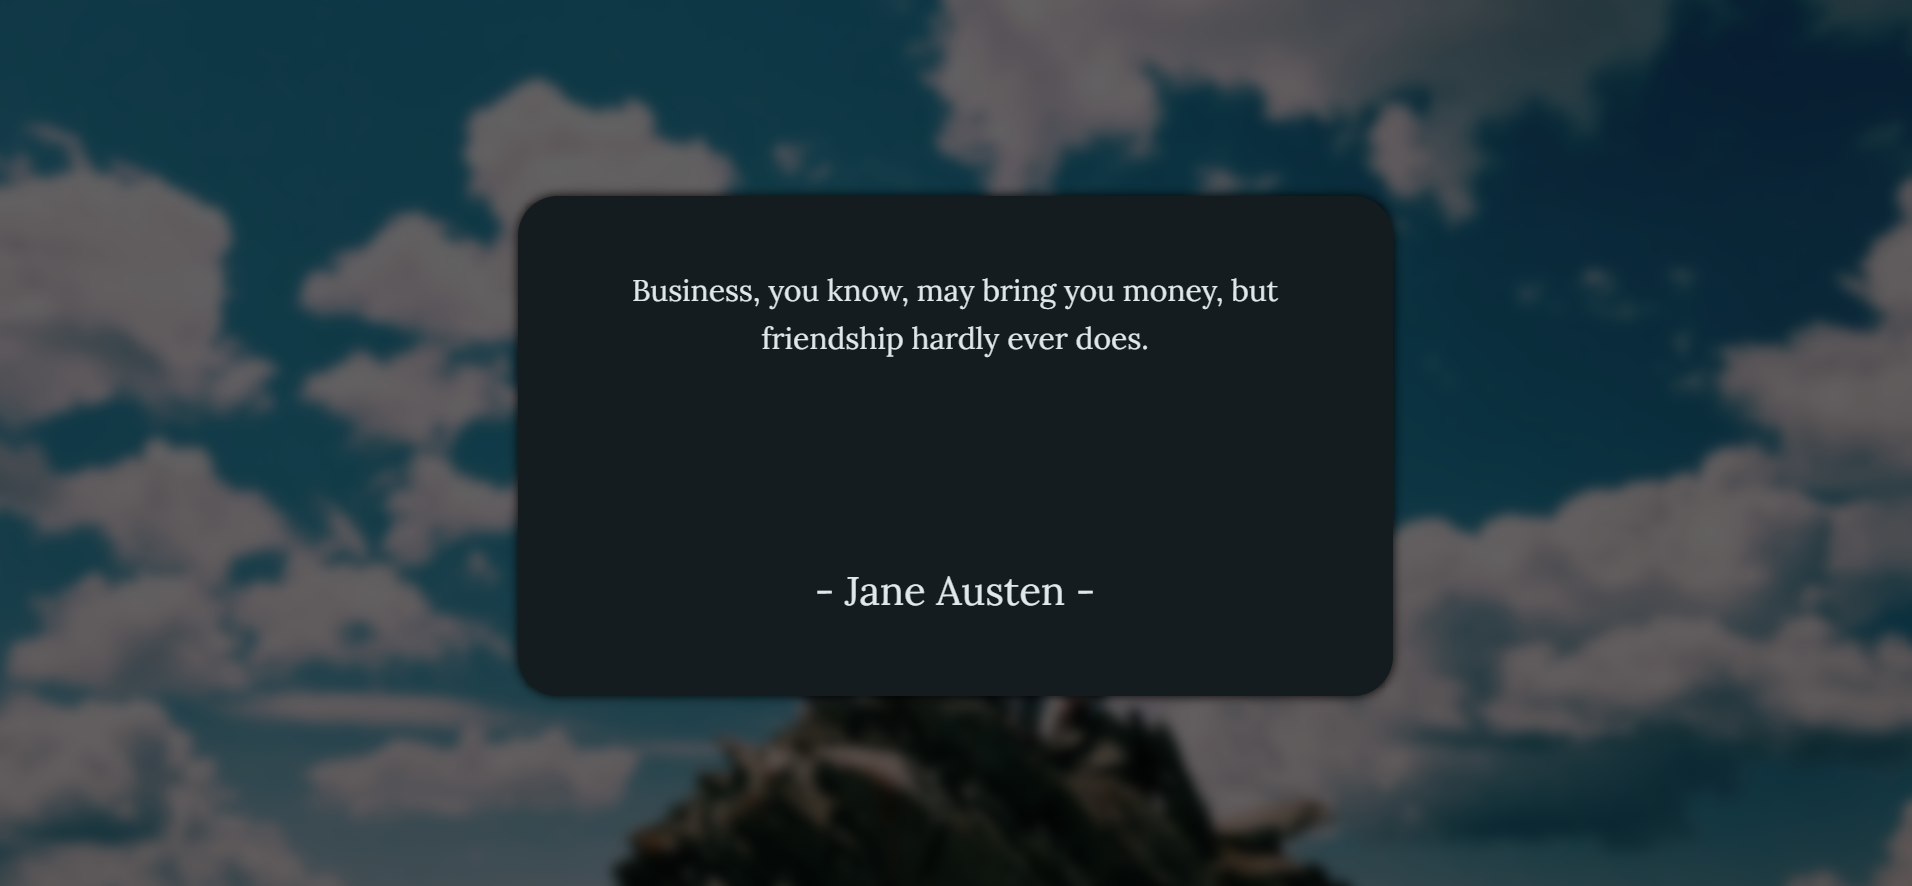 Business, you know, may bring you money, but
friendship hardly ever does.
- Jane Austen -